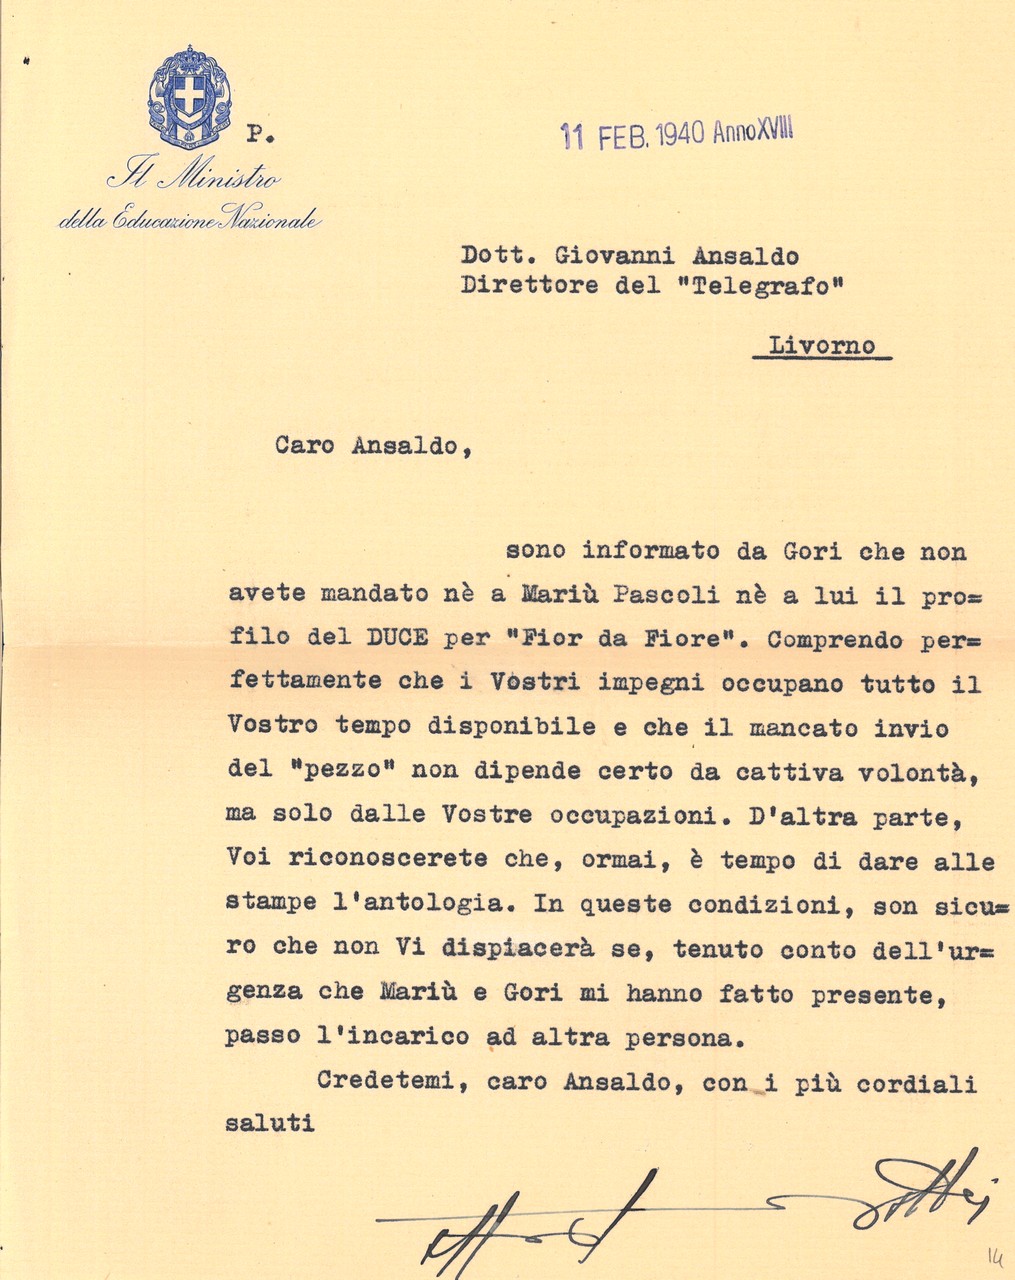 P.
11 FEB. 1940 Anno XVIII
Il Ministro
della Educazione Nazionale
Dott. Giovanni Ansaldo
Direttore del "Telegrafo"
Livorno
Caro Ansaldo,
sono informato da Gori che non
avete mandato nè a Mariù Pascoli nè a lui il pro=
filo del DUCE per "Fior da Fiore". Comprendo per=
fettamente che i Vostri impegni occupano tutto il
Vostro tempo disponibile e che il mancato invio
del "pezzo" non dipende certo da cattiva volontà,
ma solo dalle Vostre occupazioni. D'altra parte,
Voi riconoscerete che, ormai, è tempo di dare alle
stampe l'antologia. In queste condizioni, son sicu=
ro che non Vi dispiacerà se, tenuto conto dell'ur=
genza che Mariù e Gori mi hanno fatto presente,
passo l'incarico ad altra persona.
Credetemi, caro Ansaldo, con i più cordiali
saluti
14